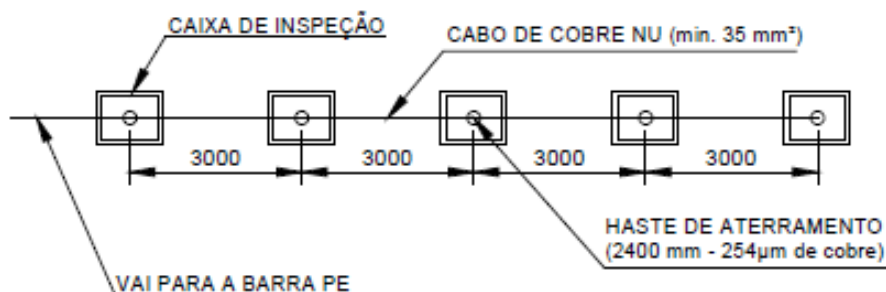 CAIXA DE INSPEÇÃO
CABO DE COBRE NU (min. 35 mm²)
3000
3000
3000
3000
HASTE DE ATERRAMENTO
(2400 mm - 254µm de cobre)
VAI PARA A BARRA PE